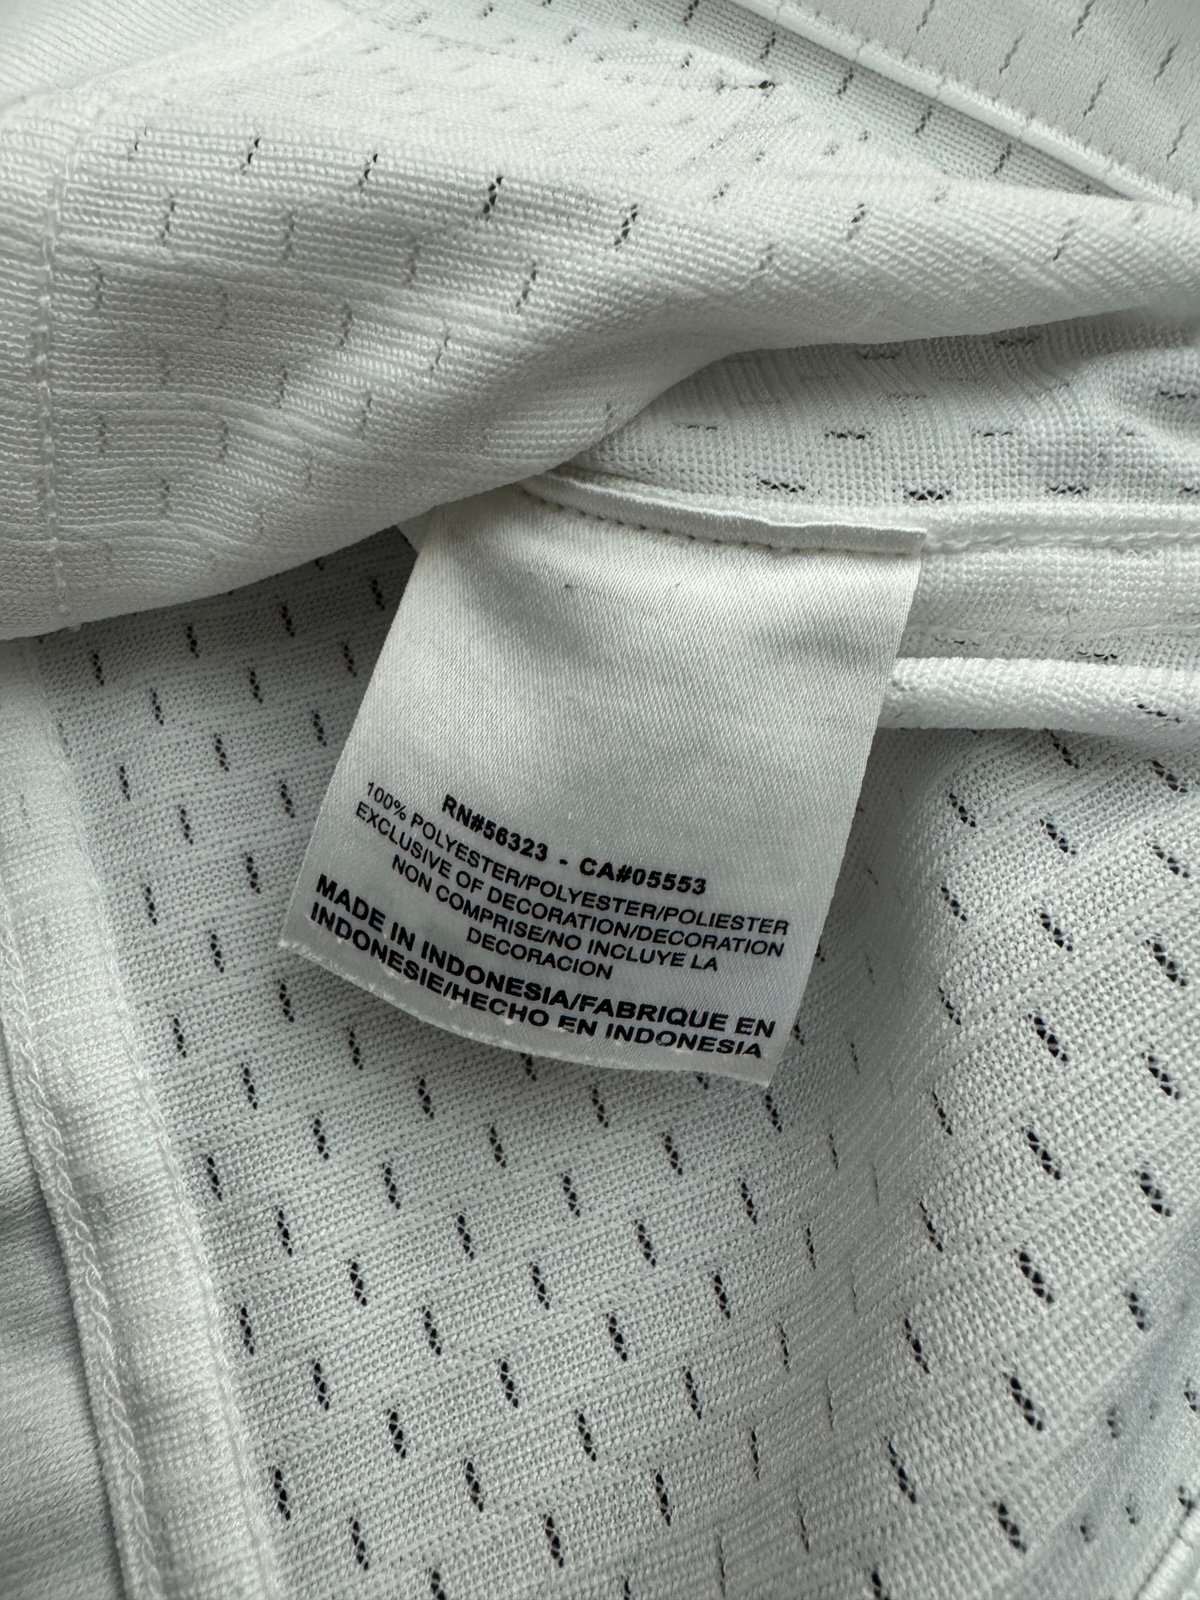 RN#56323 - CA#05553
100% POLYESTER/POLYESTER/POLIESTER
EXCLUSIVE OF DECORATION/DECORATION
NON COMPRISE/NO INCLUYE LA
DECORACION
MADE IN INDONESIA/FABRIQUE EN
INDONESIE/HECHO EN INDONESIA